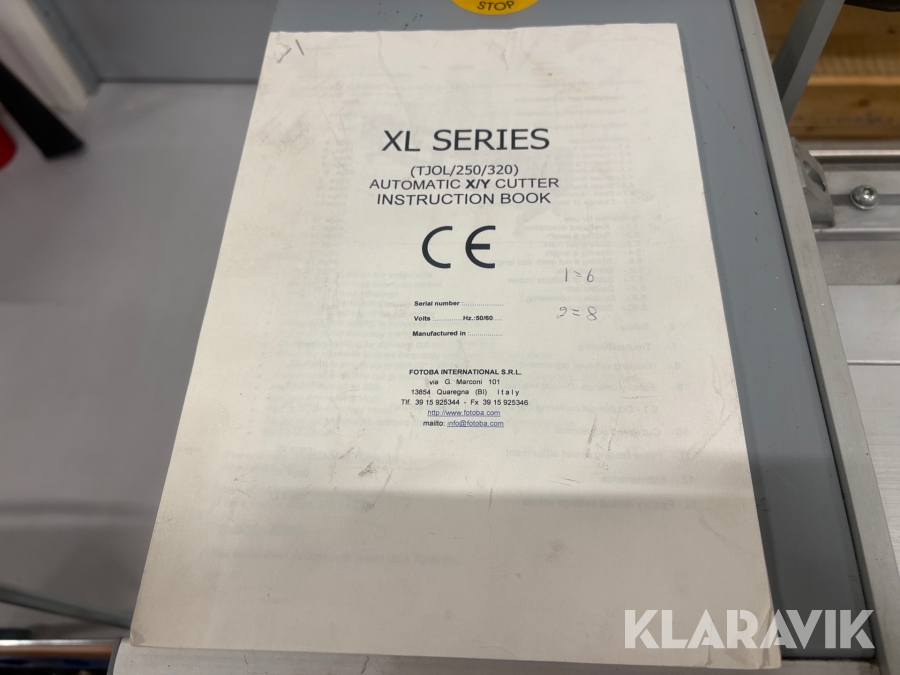 STOP
XL SERIES
(TJOL/250/320)
AUTOMATIC X/Y CUTTER
INSTRUCTION BOOK
CE
1=6
2=8
Serial number :...................
Volts :.............Hz.:50/60....
Manufactured in :...............
FOTOBA INTERNATIONAL S.R.L.
via G. Marconi 101
13854 Quaregna (BI) Italy
Tlf. 39 15 925344 - Fx 39 15 925346
http://www.fotoba.com
mailto: info@fotoba.com
KLARAVIK